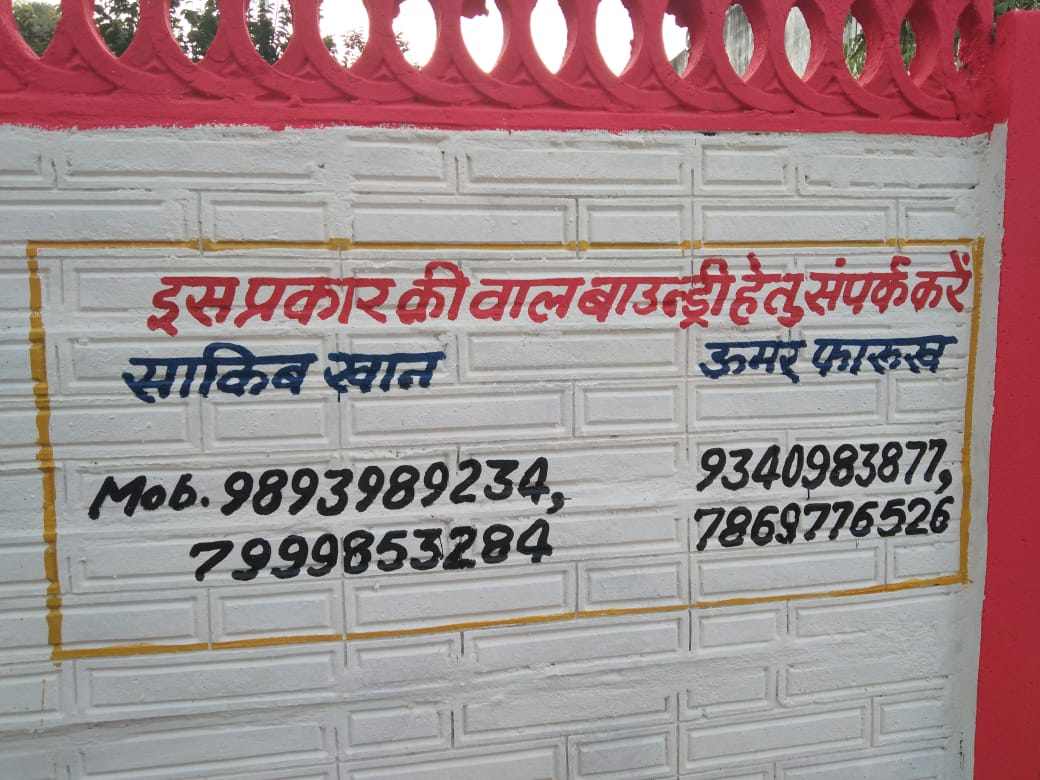 इस प्रकार की वाल बाउन्ड्री हेतु संपर्क करें
साकिब खान ऊमर फारूख
Mob. 9893989234, 9340983877,
7999853284 7869776526